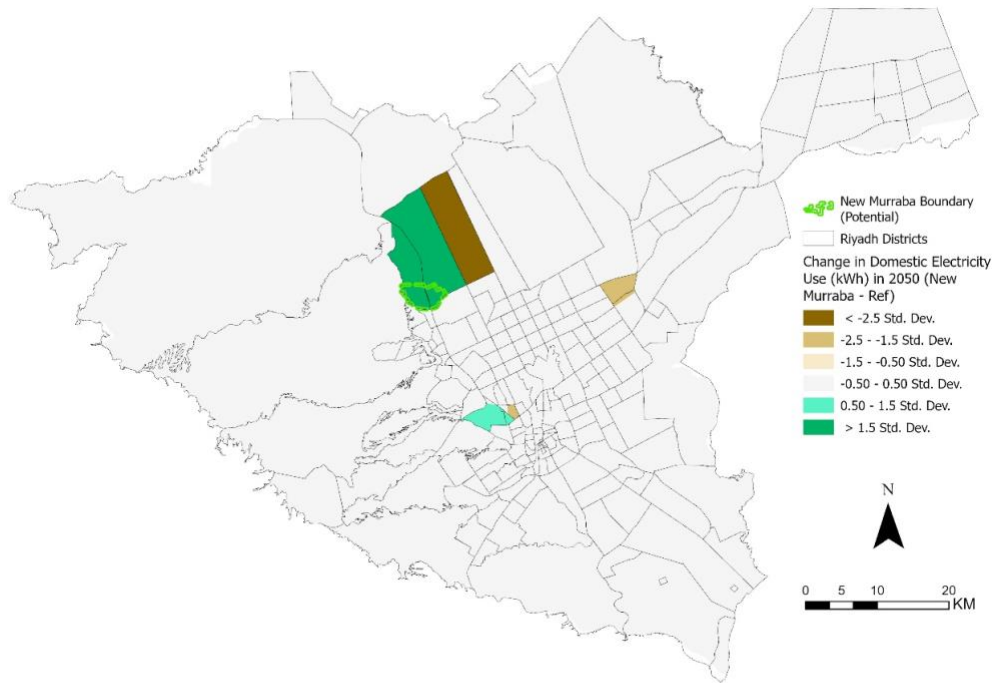 New Murraba Boundary
(Potential)
Riyadh Districts
Change in Domestic Electricity
Use (kWh) in 2050 (New
Murraba - Ref)
< -2.5 Std. Dev.
-2.5 - -1.5 Std. Dev.
-1.5 - -0.50 Std. Dev.
-0.50 - 0.50 Std. Dev.
0.50 - 1.5 Std. Dev.
> 1.5 Std. Dev.
N
0 5 10 20
KM